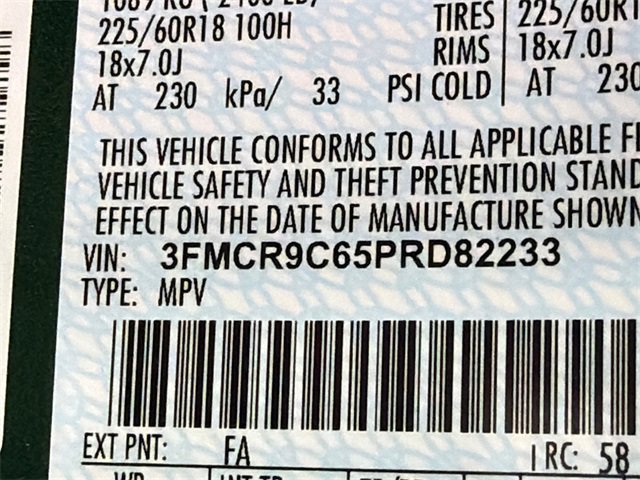 225/60R18 100H TIRES 225/60R1
18x7.0J RIMS 18x7.0J
AT 230 kPa/ 33 PSI COLD AT 230
THIS VEHICLE CONFORMS TO ALL APPLICABLE F
VEHICLE SAFETY AND THEFT PREVENTION STAND
EFFECT ON THE DATE OF MANUFACTURE SHOWN
VIN: 3FMCR9C65PRD82233
TYPE: MPV
EXT PNT: FA IRC: 58